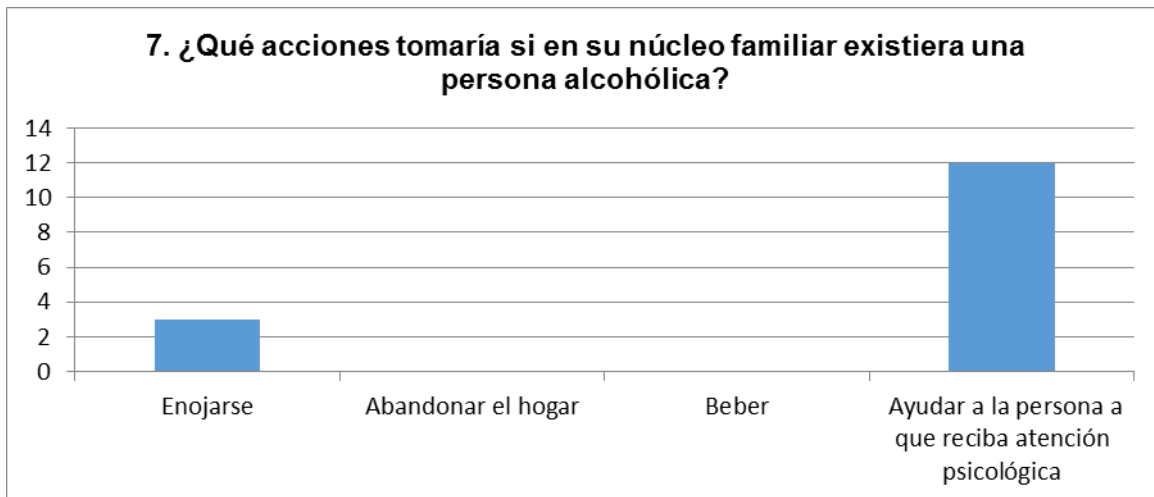 7. ¿Qué acciones tomaría si en su núcleo familiar existiera una
persona alcohólica?
14
12
10
8
6
4
2
0
Enojarse
Abandonar el hogar
Beber
Ayudar a la persona a
que reciba atención
psicológica